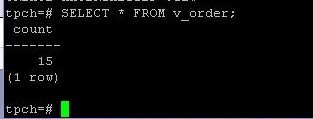 tpch=# SELECT * FROM v_order;
count
-------
15
(1 row)
tpch=#